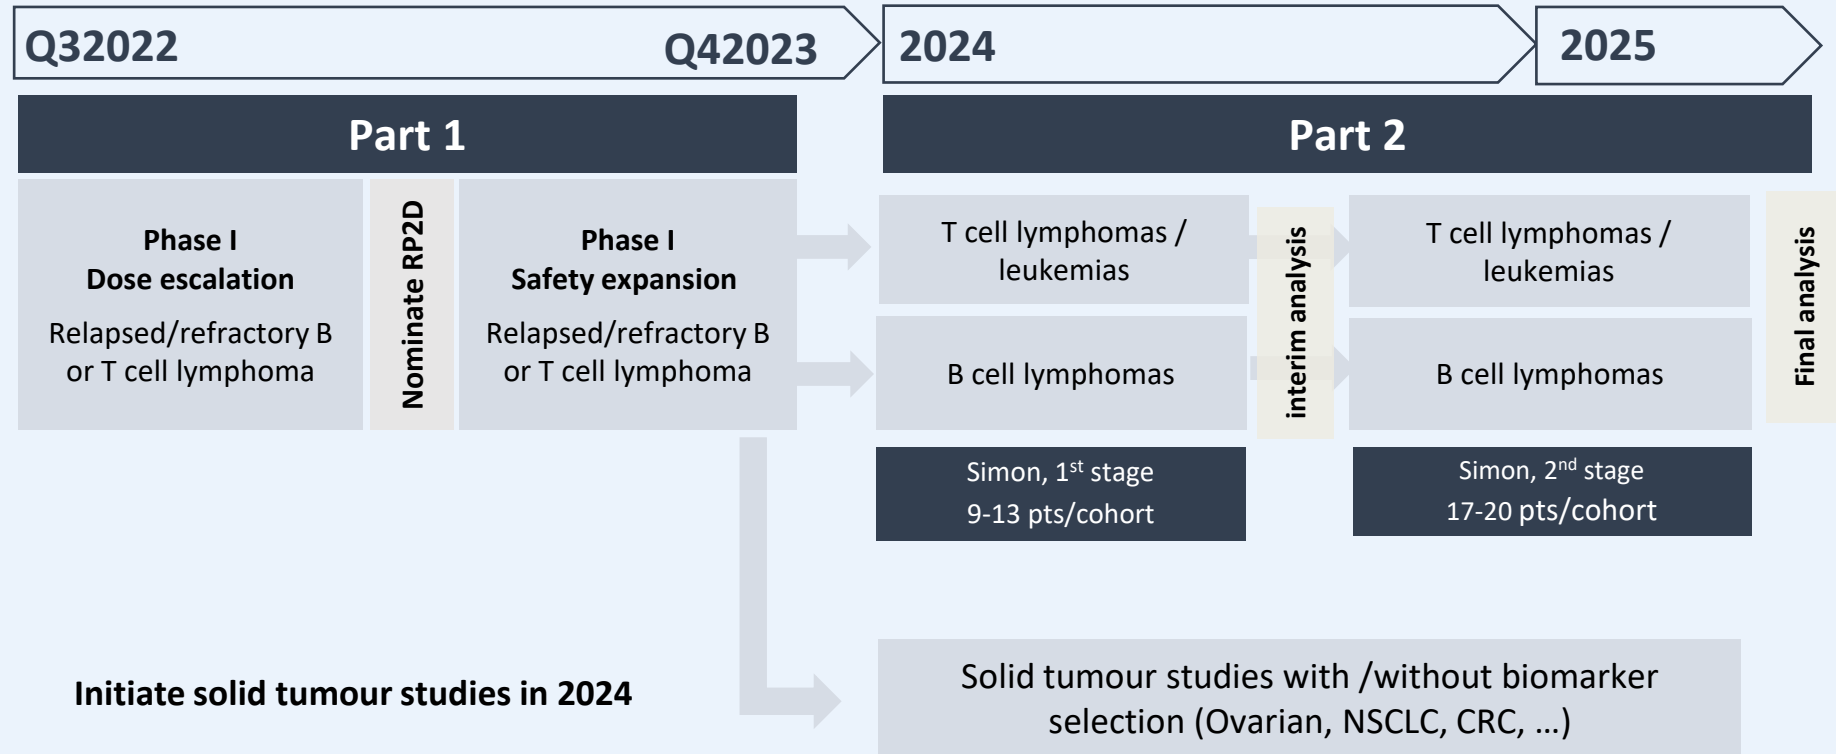 Q32022
Q42023
2024
2025
Part 1
Part 2
Phase I
Dose escalation
Relapsed/refractory B
or T cell lymphoma
Nominate RP2D
Phase I
Safety expansion
Relapsed/refractory B
or T cell lymphoma
T cell lymphomas /
leukemias
B cell lymphomas
interim analysis
T cell lymphomas /
leukemias
B cell lymphomas
Final analysis
Simon, 1st stage
9-13 pts/cohort
Simon, 2nd stage
17-20 pts/cohort
Initiate solid tumour studies in 2024
Solid tumour studies with /without biomarker
selection (Ovarian, NSCLC, CRC, …)